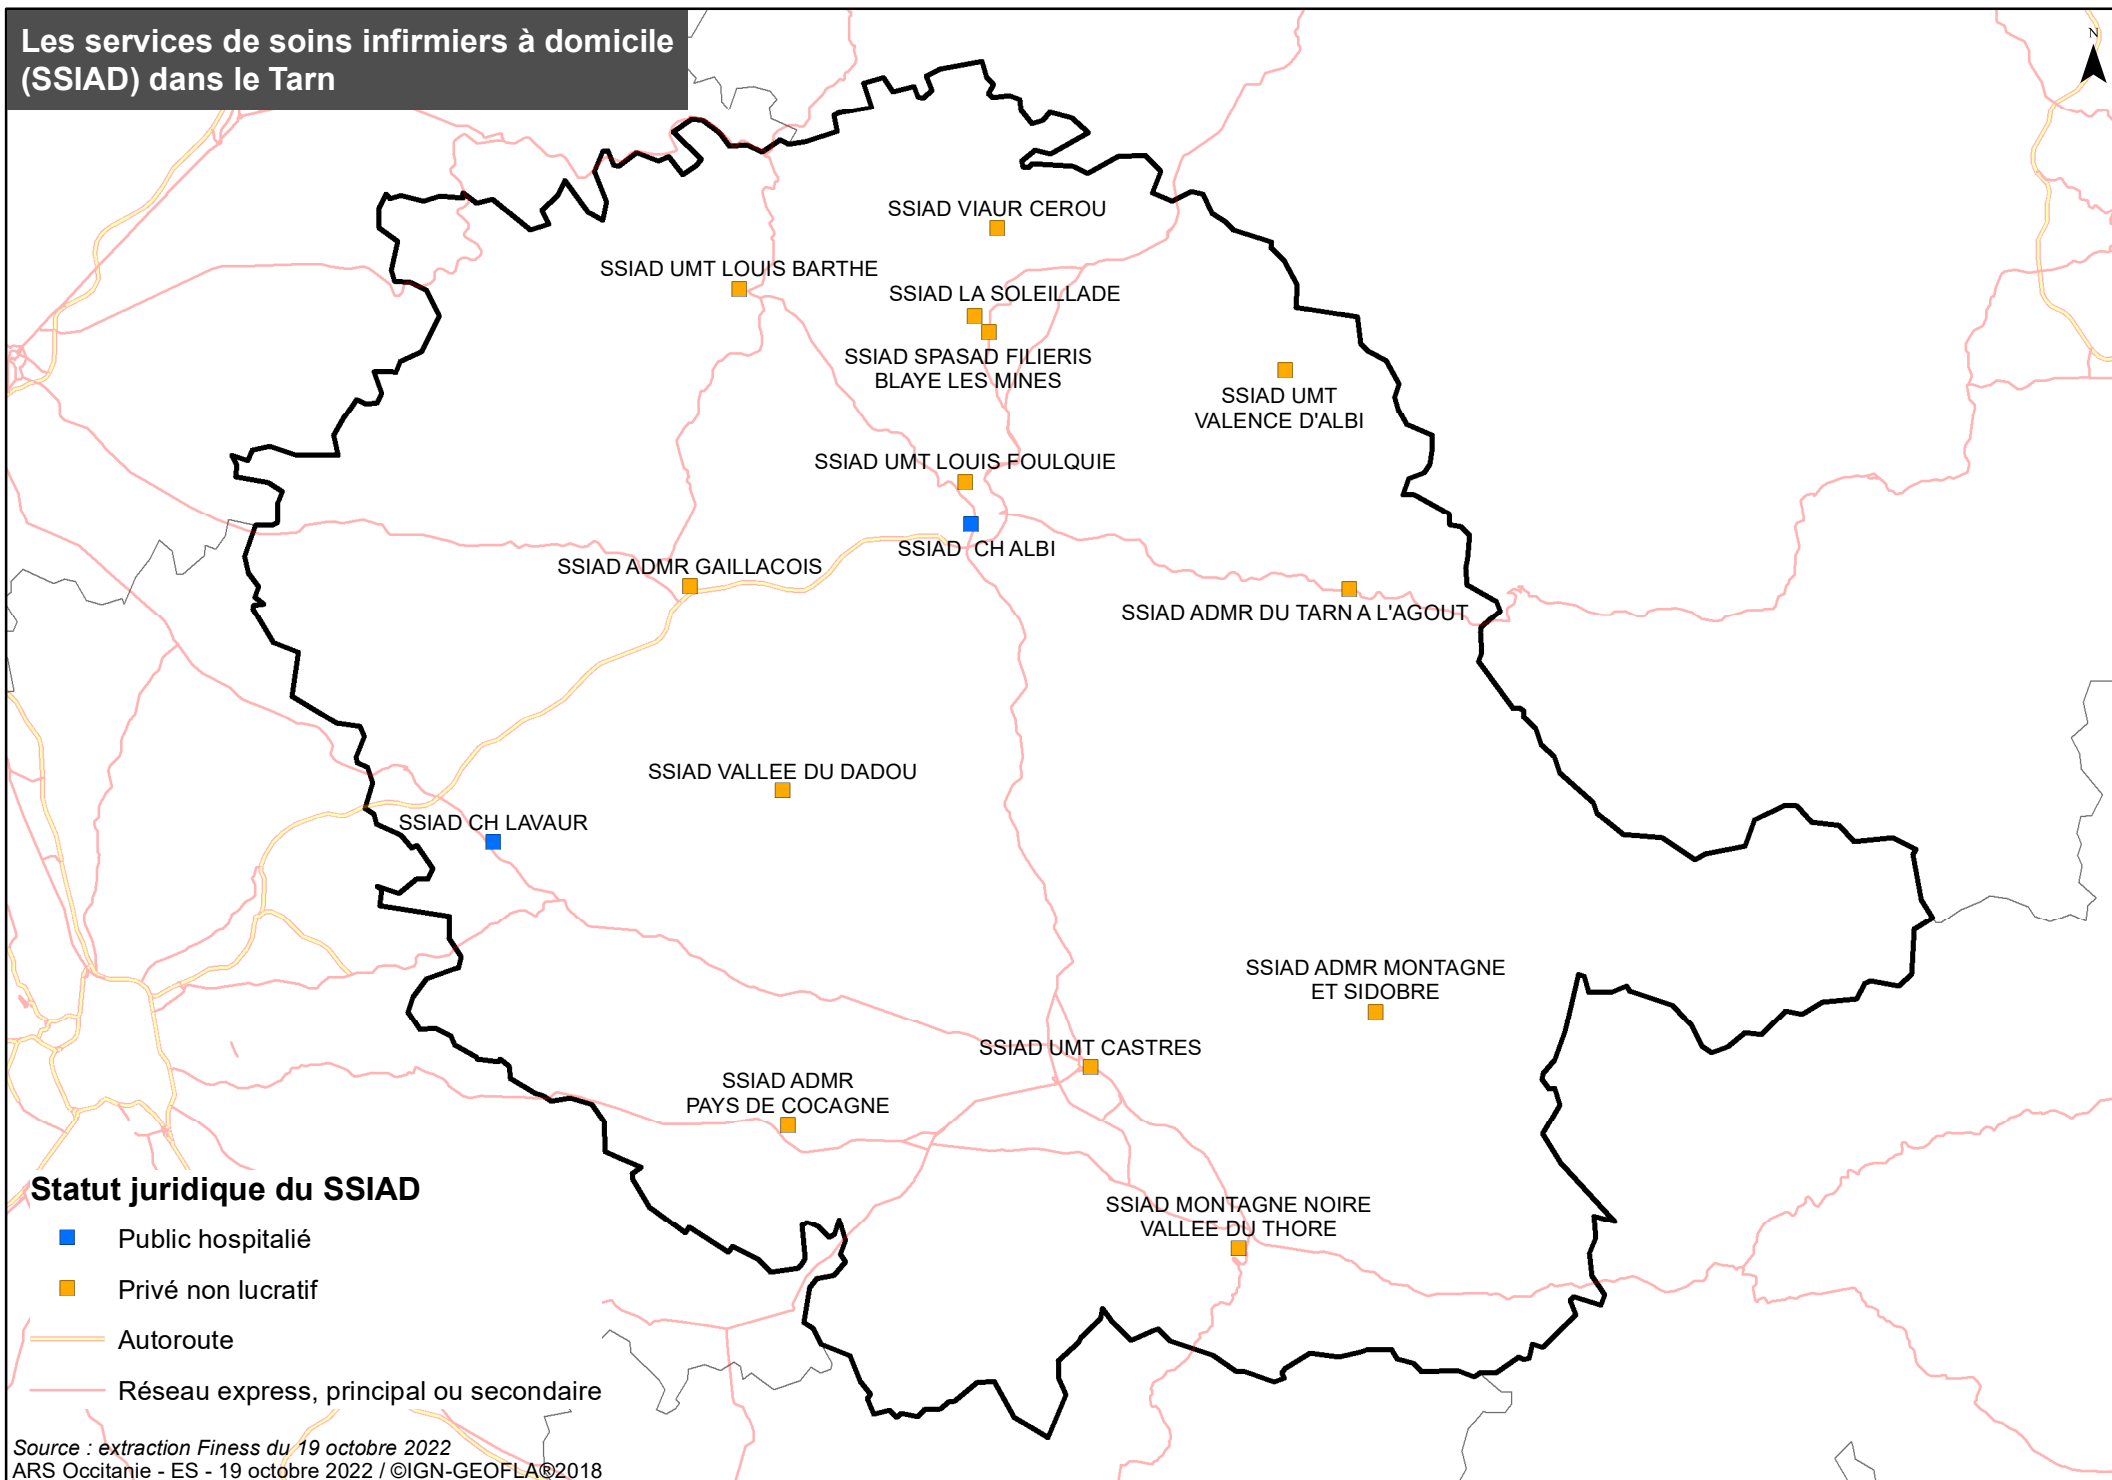 Les services de soins infirmiers à domicile
(SSIAD) dans le Tarn
N
SSIAD VIAUR CEROU
SSIAD UMT LOUIS BARTHE
SSIAD LA SOLEILLADE
SSIAD SPASAD FILIERIS
BLAYE LES MINES
SSIAD UMT
VALENCE D'ALBI
SSIAD UMT LOUIS FOULQUIE
SSIAD CH ALBI
SSIAD ADMR GAILLACOIS
SSIAD ADMR DU TARN A L'AGOUT
SSIAD VALLEE DU DADOU
SSIAD CH LAVAUR
SSIAD ADMR MONTAGNE
ET SIDOBRE
SSIAD UMT CASTRES
SSIAD ADMR
PAYS DE COCAGNE
SSIAD MONTAGNE NOIRE
VALLEE DU THORE
Statut juridique du SSIAD
Public hospitalié
Privé non lucratif
Autoroute
Réseau express, principal ou secondaire
Source : extraction Finess du 19 octobre 2022
ARS Occitanie - ES - 19 octobre 2022 / ©IGN-GEOFLA®2018